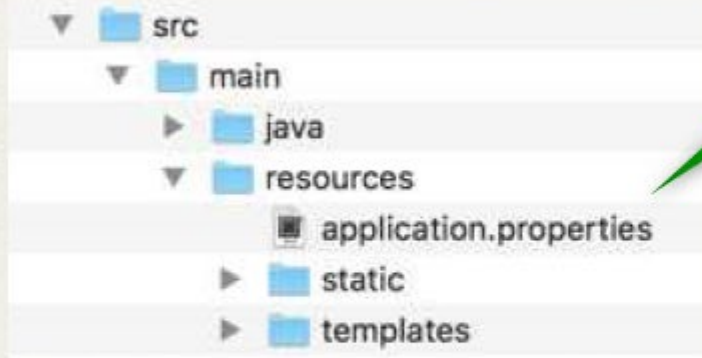 src
main
java
resources
application.properties
static
templates